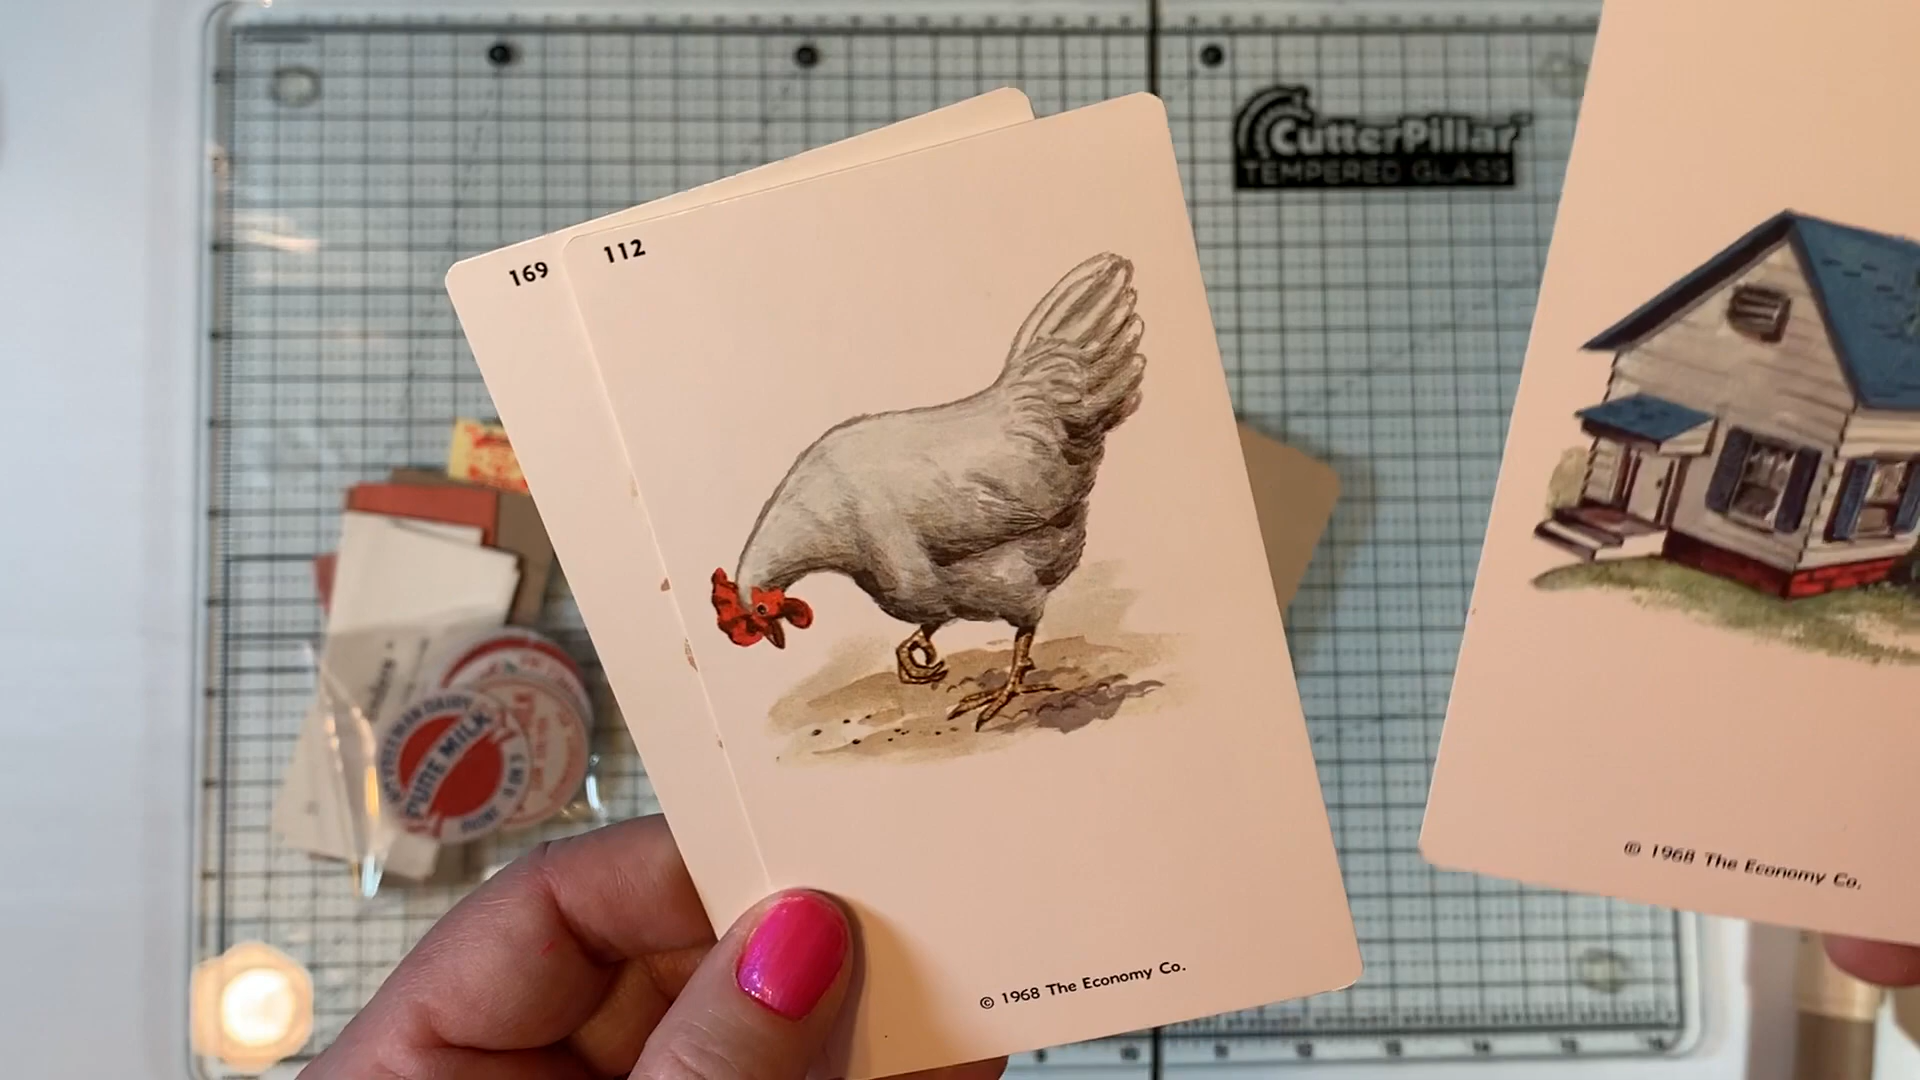 CutterPillar
TEMPERED GLASS
169
112
PURE MILK
© 1968 The Economy Co.
© 1968 The Economy Co.